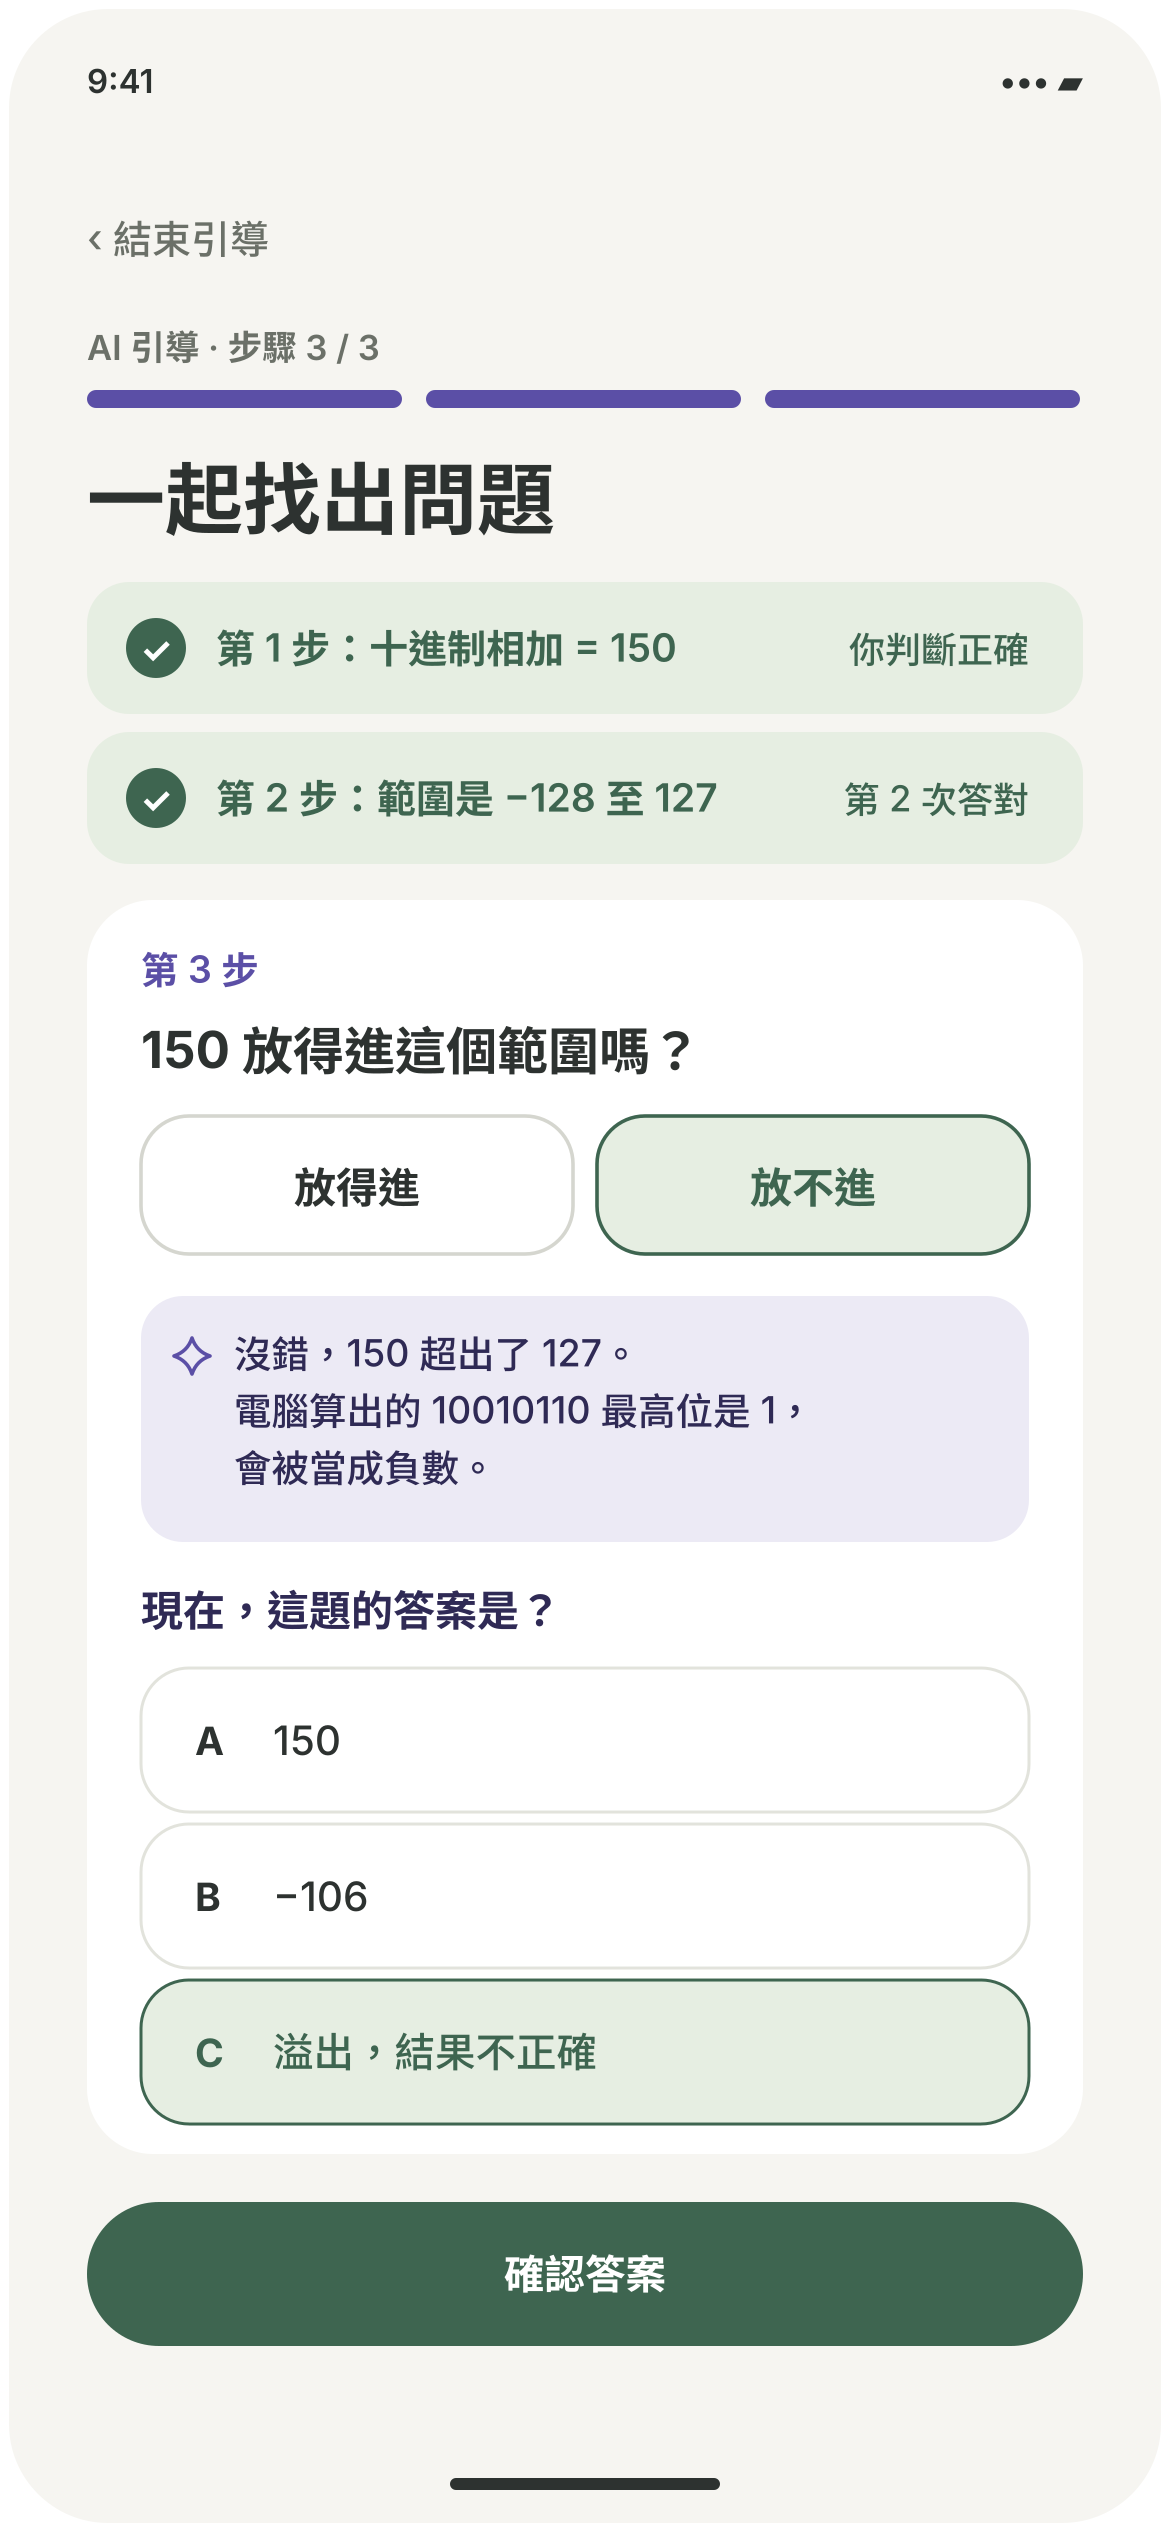 9:41
‹ 結束引導
AI 引導 · 步驟 3 / 3
一起找出問題
第 1 步：十進制相加 = 150 你判斷正確
第 2 步：範圍是 −128 至 127 第 2 次答對
第 3 步
150 放得進這個範圍嗎？
放得進 放不進
沒錯，150 超出了 127。
電腦算出的 10010110 最高位是 1，
會被當成負數。
現在，這題的答案是？
A 150
B −106
C 溢出，結果不正確
確認答案